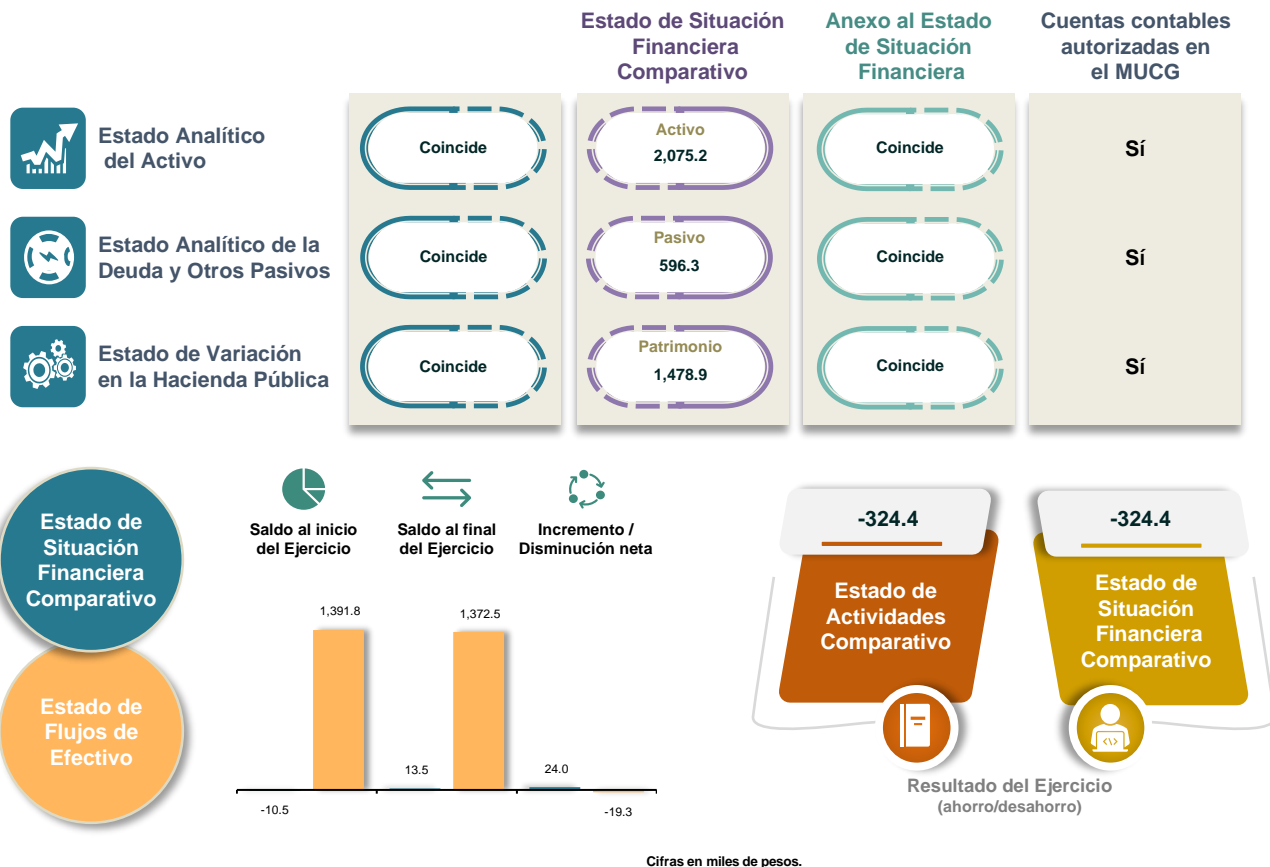 Estado de Situación
Financiera
Comparativo
Anexo al Estado
de Situación
Financiera
Cuentas contables
autorizadas en
el MUCG
Estado Analítico
del Activo
Coincide
Activo
2,075.2
Coincide
Sí
Estado Analítico de la
Deuda y Otros Pasivos
Coincide
Pasivo
596.3
Coincide
Sí
Estado de Variación
en la Hacienda Pública
Coincide
Patrimonio
1,478.9
Coincide
Sí
Estado de
Situación
Financiera
Comparativo
Estado de
Flujos de
Efectivo
Saldo al inicio
del Ejercicio
Saldo al final
del Ejercicio
Incremento /
Disminución neta
-10.5
1,391.8
13.5
1,372.5
24.0
-19.3
-324.4
Estado de
Actividades
Comparativo
-324.4
Estado de
Situación
Financiera
Comparativo
Resultado del Ejercicio
(ahorro/desahorro)
Cifras en miles de pesos.